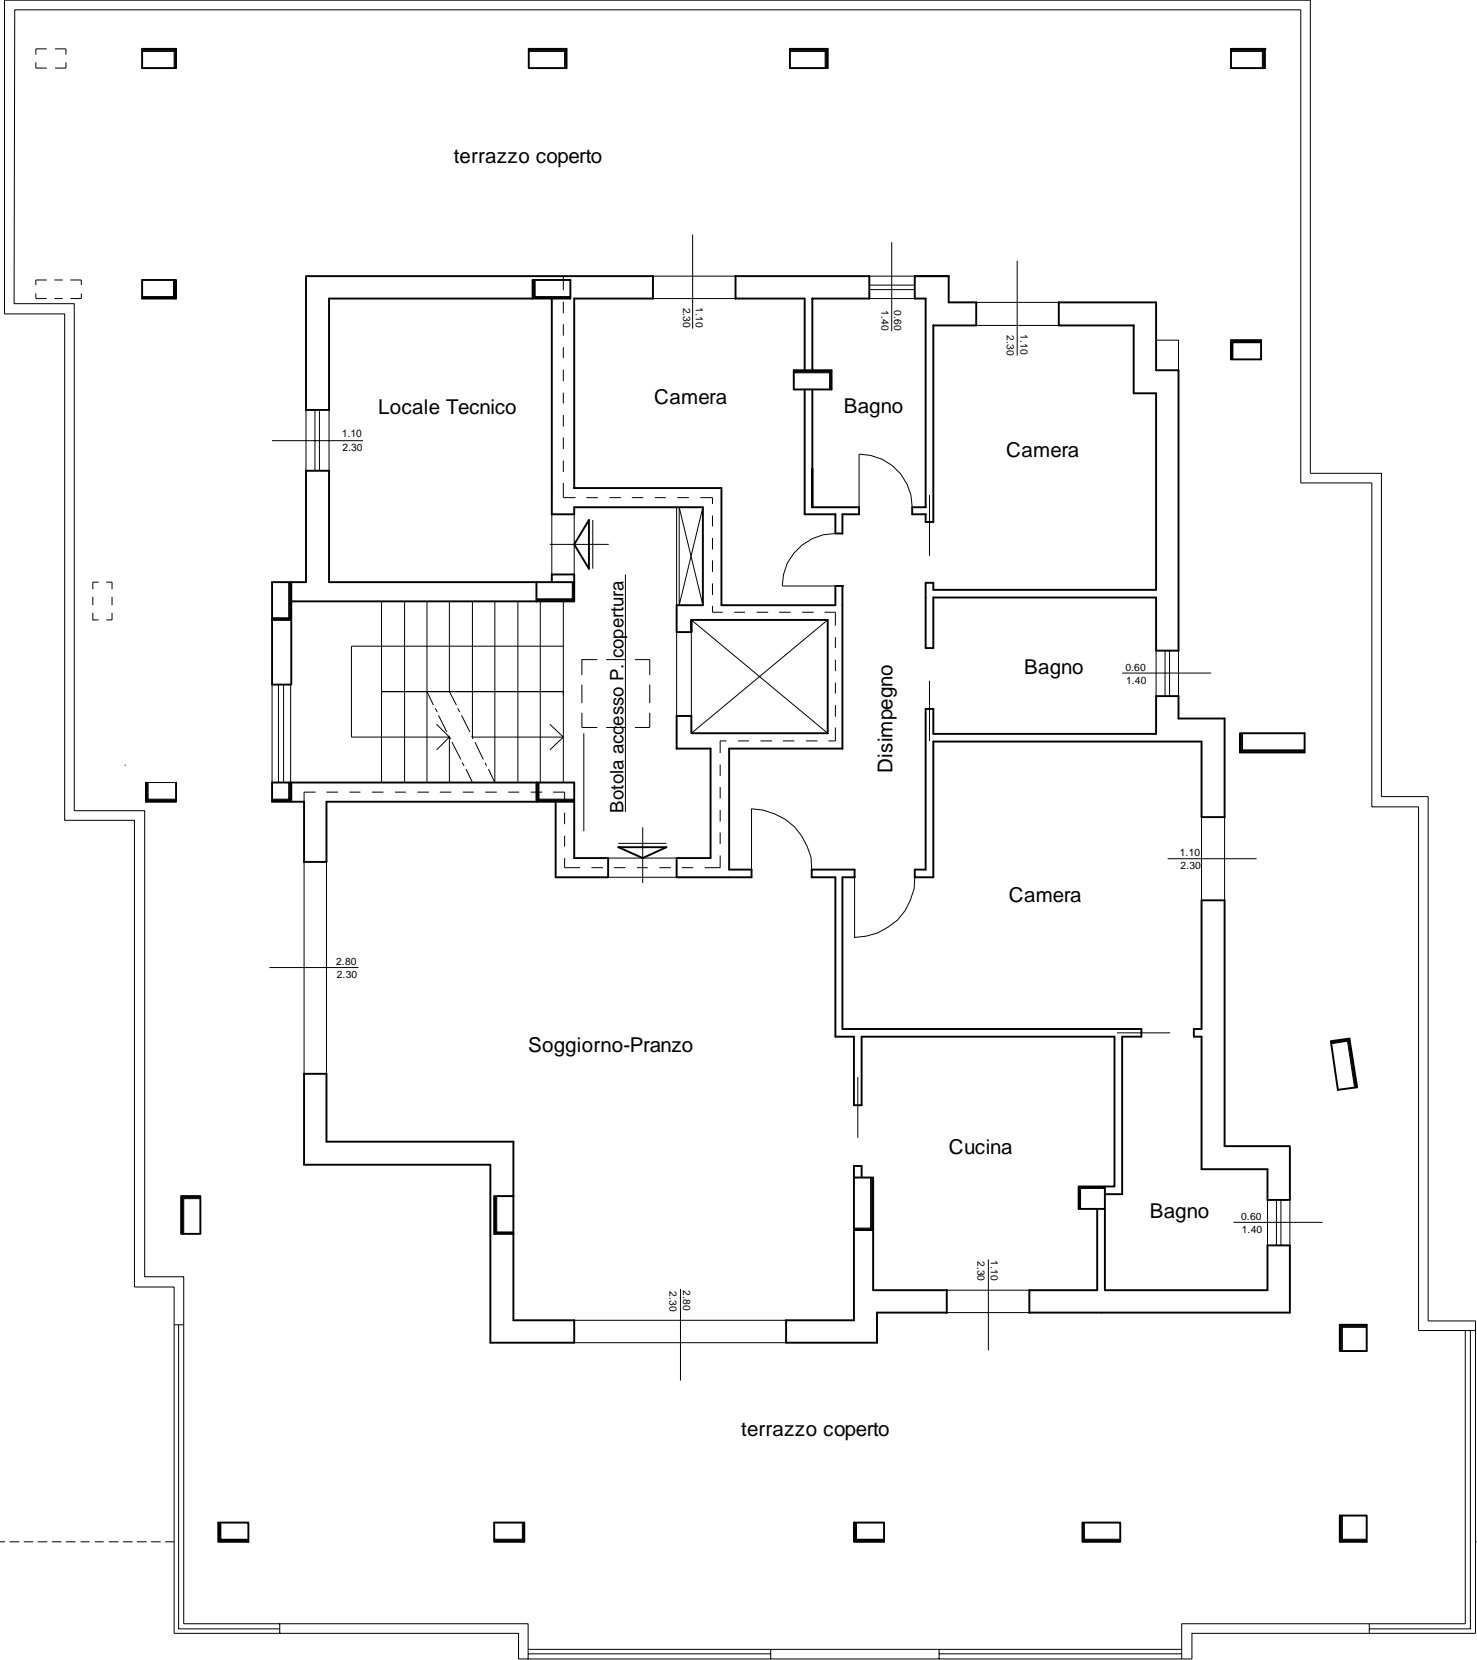 terrazzo coperto
1.10
2.30
0.60
1.40
1.10
2.30
Locale Tecnico
Camera
Bagno
1.10
2.30
Camera
Botola accesso P. copertura
Disimpegno
Bagno
0.60
1.40
1.10
2.30
Camera
2.80
2.30
Soggiorno-Pranzo
Cucina
Bagno
0.60
1.40
1.10
2.30
2.80
2.30
terrazzo coperto